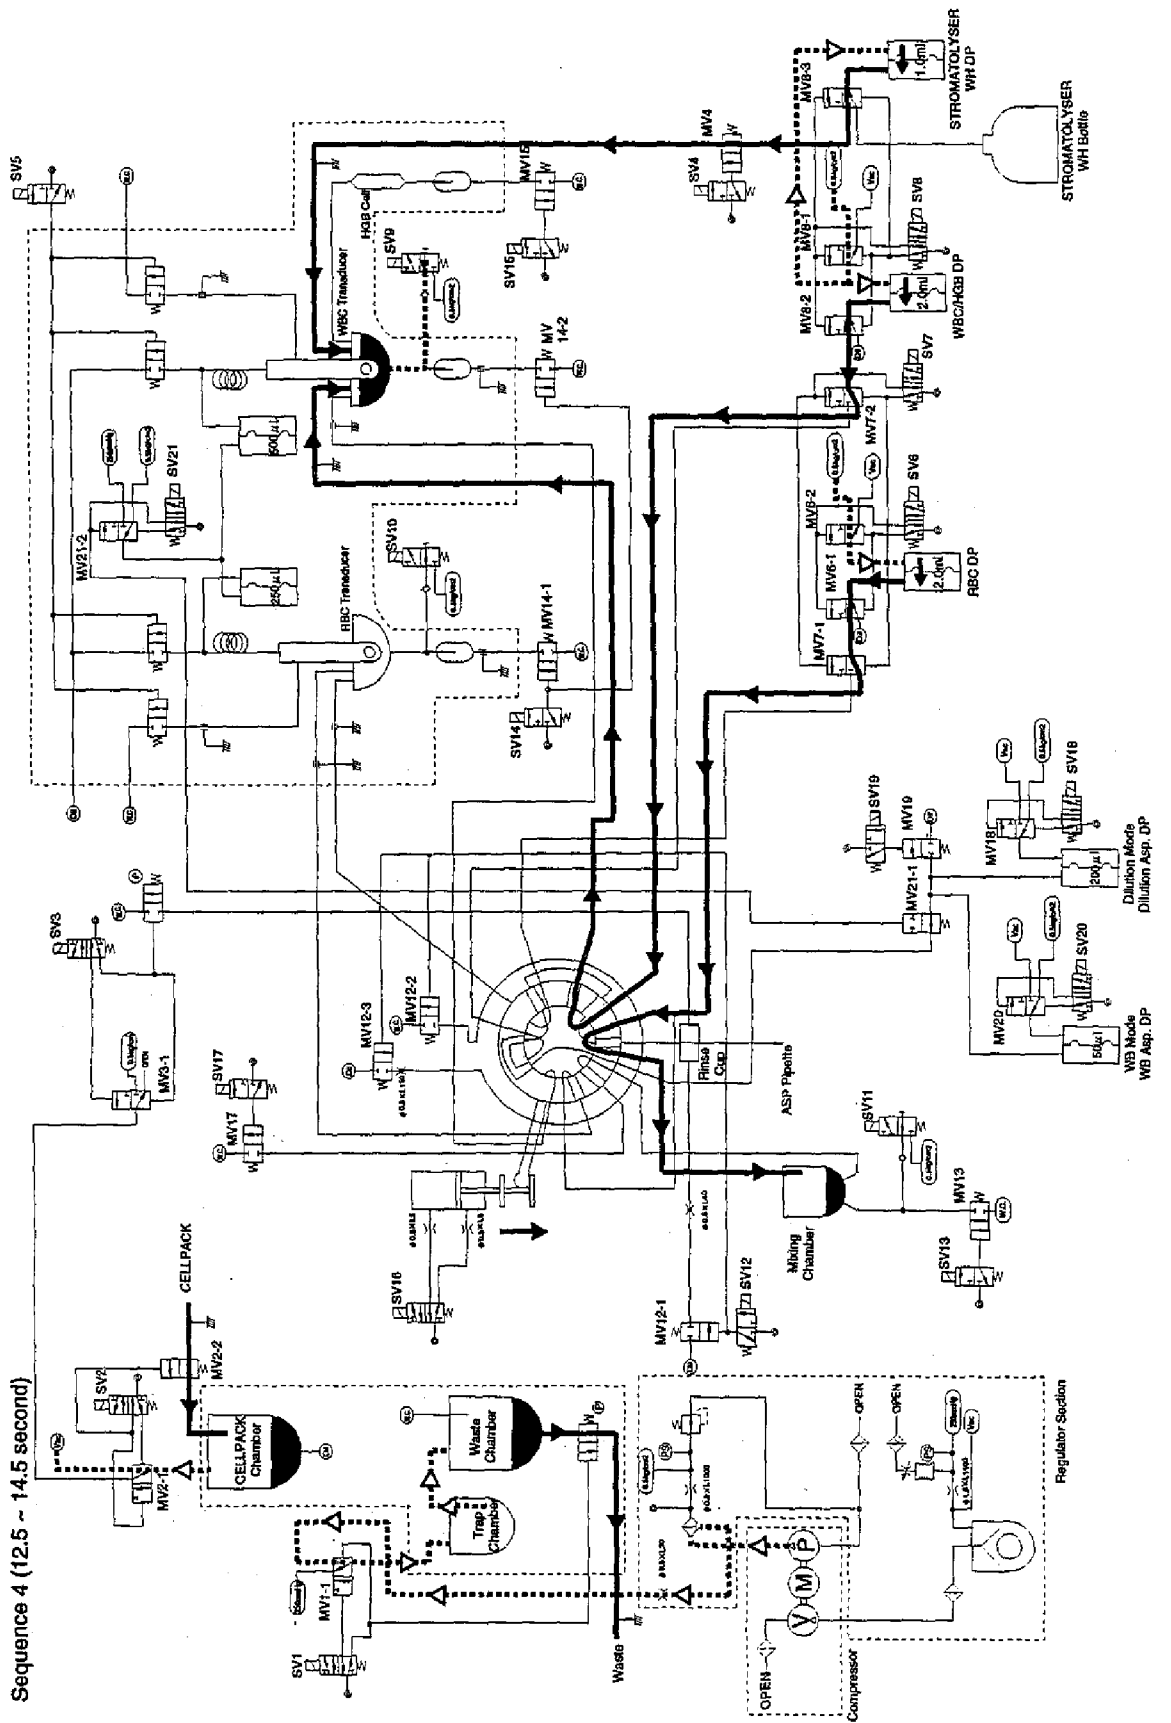 Sequence 4 (12.5 ~ 14.5 second)
SV5
SV9
HGB Cell
MV15
SV15
WBC Transducer
MV
14-2
500μL
SV21
MV21-2
250μL
SV10
RBC Transducer
MV14-1
SV14
MV4
SV4
MV8-3
1.0ml
STROMATOLYSER
WH DP
STROMATOLYSER
WH Bottle
Vac
SV8
MV8-1
MV8-2
2.0ml
WBC/HGB DP
SV7
MV7-2
Vac
SV6
MV6-2
MV6-1
2.0ml
RBC DP
MV7-1
SV3
MV3-1
OPEN
SV17
MV17
MV12-3
MV12-2
Rinse
Cup
ASP Pipette
SV19
MV19
MV21-1
Vac
SV18
MV18
200μl
Dilution Mode
Dilution Asp. DP
Vac
SV20
MV20
50μl
WB Mode
WB Asp. DP
SV11
MV13
SV13
Mixing
Chamber
SV16
MV12-1
SV12
CELLPACK
MV2-2
SV2
MV2-1
CELLPACK
Chamber
Waste
Chamber
Trap
Chamber
MV1-1
SV1
Waste
OPEN
OPEN
Vac
Regulator Section
P
M
V
OPEN
Compressor